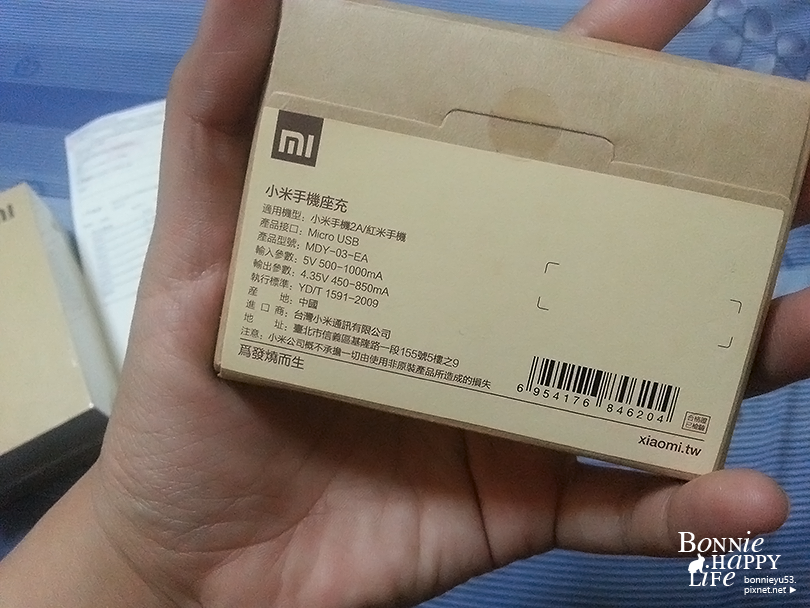 mi
小米手機座充
適用機型：小米手機2A/紅米手機
產品接口：Micro USB
產品型號：MDY-03-EA
輸入參數：5V 500-1000mA
輸出參數：4.35V 450-850mA
執行標準：YD/T 1591-2009
產　　地：中國
進 口 商：台灣小米通訊有限公司
地　　址：臺北市信義區基隆路一段155號5樓之9
注意：小米公司概不承擔一切由使用非原裝產品所造成的損失
爲發燒而生
6 954176 846204
合格證
已檢驗
xiaomi.tw
mi
BONNIE
HAPPY
LIFE
bonnieyu53.
pixnet.net